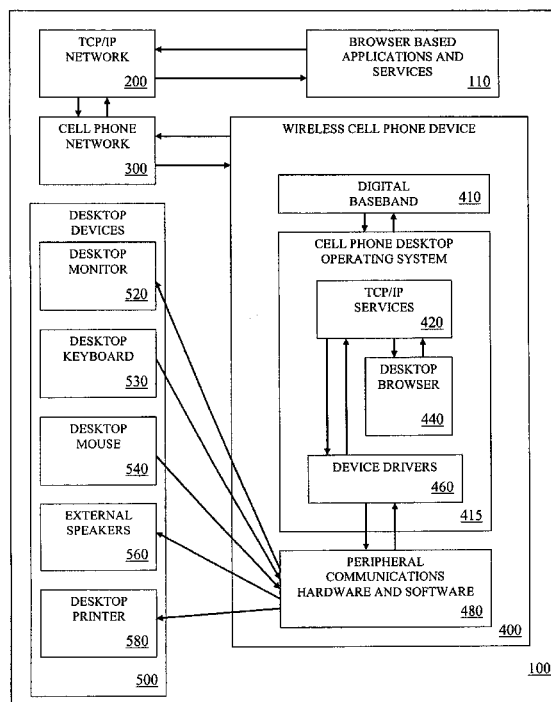 TCP/IP
NETWORK
200
BROWSER BASED
APPLICATIONS AND
SERVICES
110
CELL PHONE
NETWORK
300
WIRELESS CELL PHONE DEVICE
DIGITAL
BASEBAND
410
CELL PHONE DESKTOP
OPERATING SYSTEM
TCP/IP
SERVICES
420
DESKTOP
BROWSER
440
DEVICE DRIVERS
460
415
PERIPHERAL
COMMUNICATIONS
HARDWARE AND SOFTWARE
480
400
DESKTOP
DEVICES
DESKTOP
MONITOR
520
DESKTOP
KEYBOARD
530
DESKTOP
MOUSE
540
EXTERNAL
SPEAKERS
560
DESKTOP
PRINTER
580
500
100